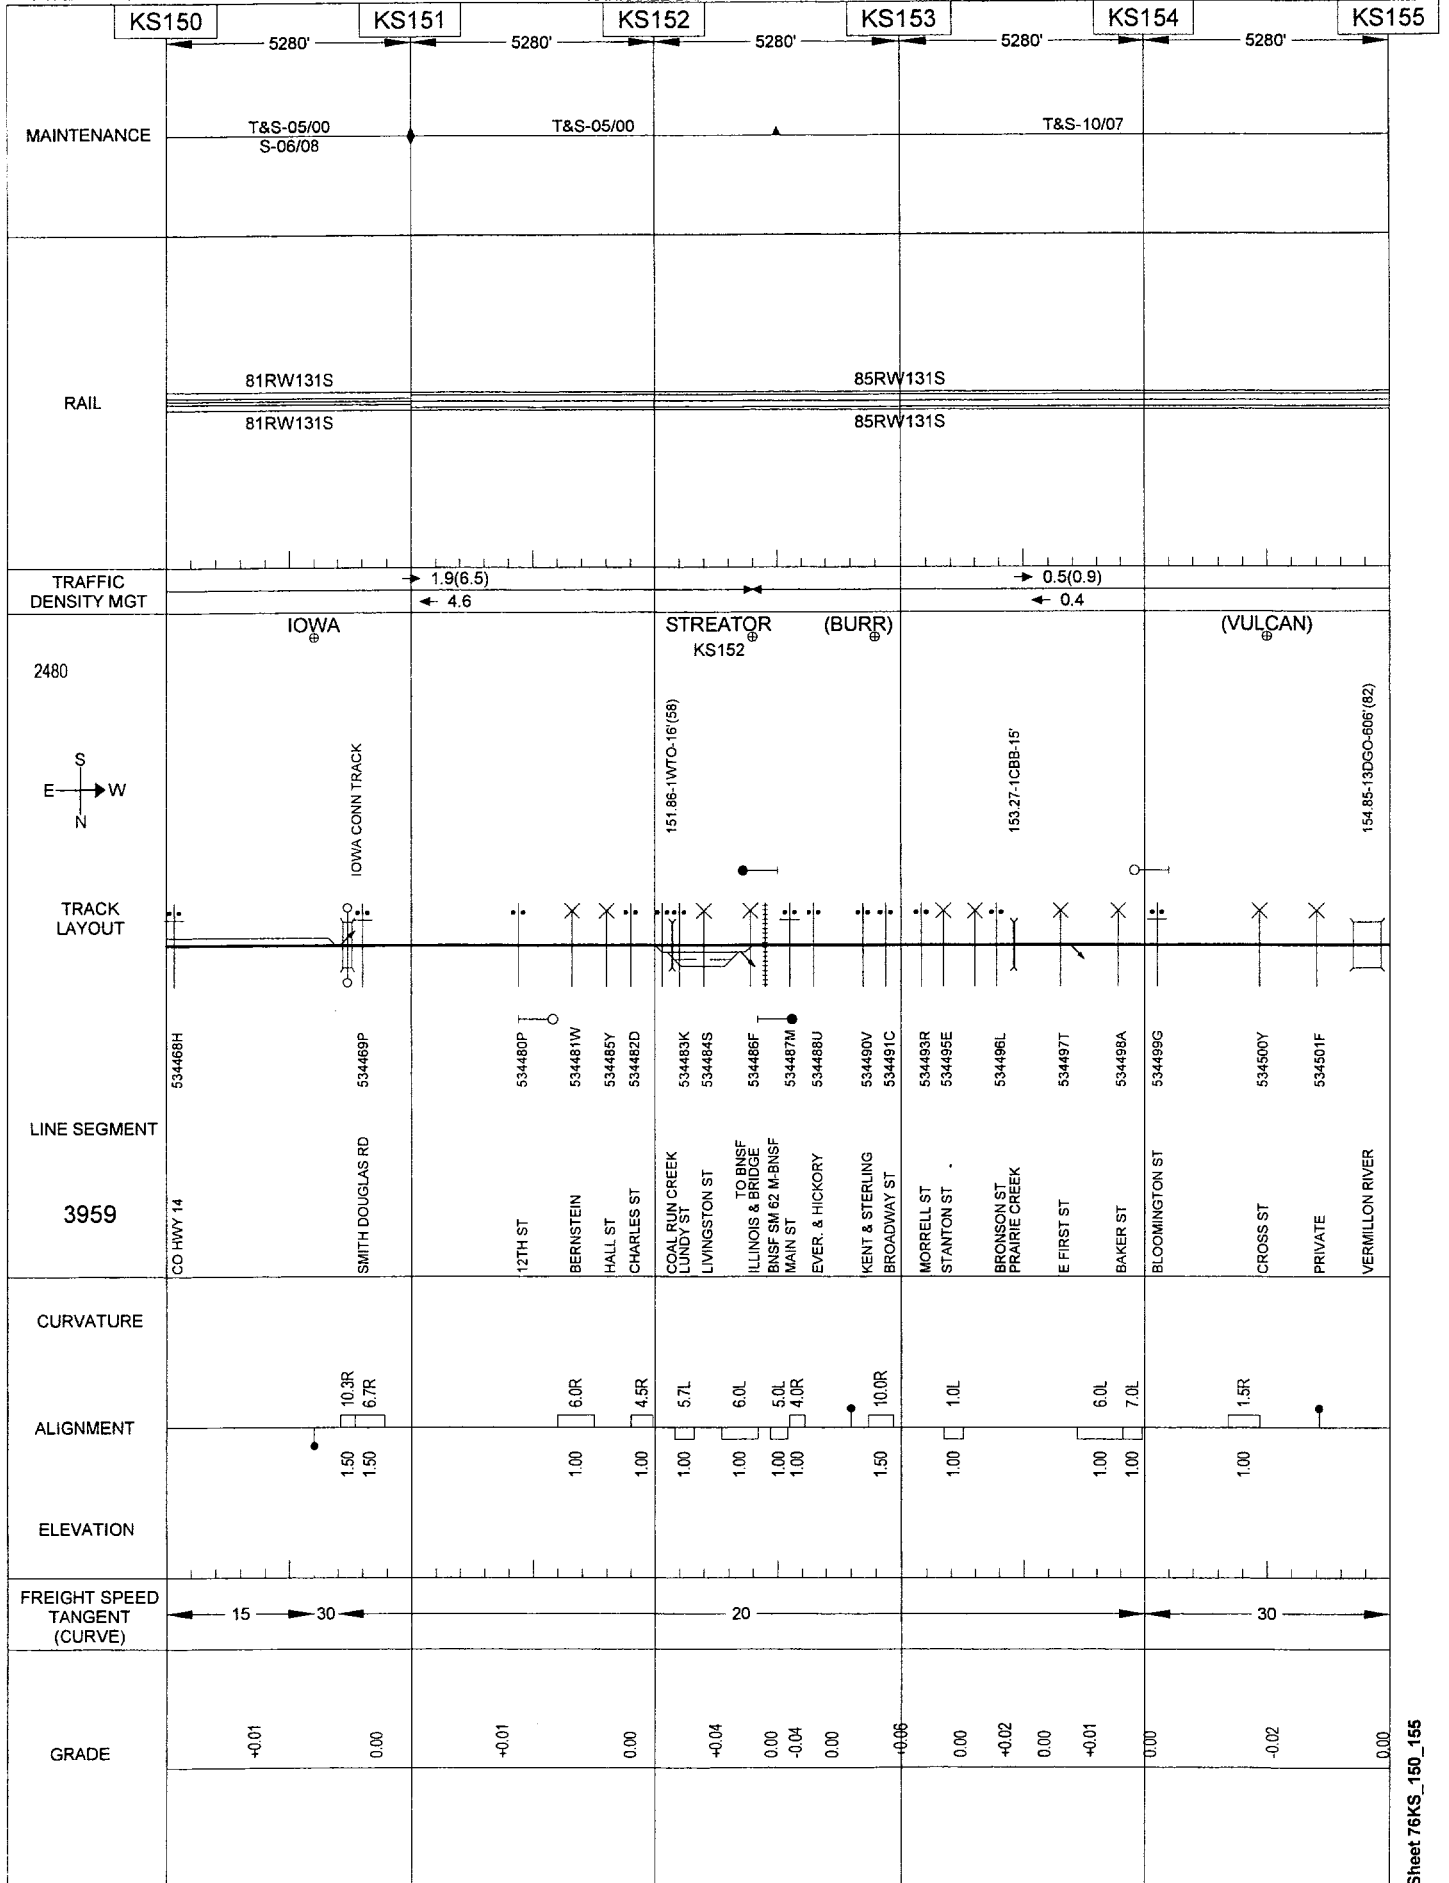 KS150 KS151 KS152 KS153 KS154 KS155
5280' 5280' 5280' 5280' 5280'
MAINTENANCE
T&S-05/00 T&S-05/00 T&S-10/07
S-06/08
RAIL
81RW131S 85RW131S
81RW131S 85RW131S
TRAFFIC
DENSITY MGT
1.9(6.5) 0.5(0.9)
4.6 0.4
IOWA STREATOR (BURR) (VULCAN)
KS152
2480
S
E W
N
IOWA CONN TRACK
151.86-1WTO-16'(58)
153.27-1CBB-15'
154.85-13DGO-606'(82)
TRACK
LAYOUT
534468H
534469P
534480P
534481W
534485Y
534482D
534483K
534484S
534486F
534487M
534488U
534490V
534491C
534493R
534495E
534496L
534497T
534498A
534499G
534500Y
534501F
LINE SEGMENT
3959
CO HWY 14
SMITH DOUGLAS RD
12TH ST
BERNSTEIN
HALL ST
CHARLES ST
COAL RUN CREEK
LUNDY ST
LIVINGSTON ST
TO BNSF
ILLINOIS & BRIDGE
BNSF SM 62 M-BNSF
MAIN ST
EVER. & HICKORY
KENT & STERLING
BROADWAY ST
MORRELL ST
STANTON ST
BRONSON ST
PRAIRIE CREEK
E FIRST ST
BAKER ST
BLOOMINGTON ST
CROSS ST
PRIVATE
VERMILLON RIVER
CURVATURE
10.3R 6.7R 6.0R 4.5R 5.7L 6.0L 5.0L 4.0R 10.0R 1.0L 6.0L 7.0L 1.5R
ALIGNMENT
1.50 1.50 1.00 1.00 1.00 1.00 1.00 1.00 1.50 1.00 1.00 1.00 1.00
ELEVATION
FREIGHT SPEED
TANGENT
(CURVE)
15 30 20 30
GRADE
+0.01 0.00 +0.01 0.00 +0.04 0.00 -0.04 0.00 +0.06 0.00 +0.02 0.00 +0.01 0.00 -0.02 0.00
Sheet 76KS_150_155